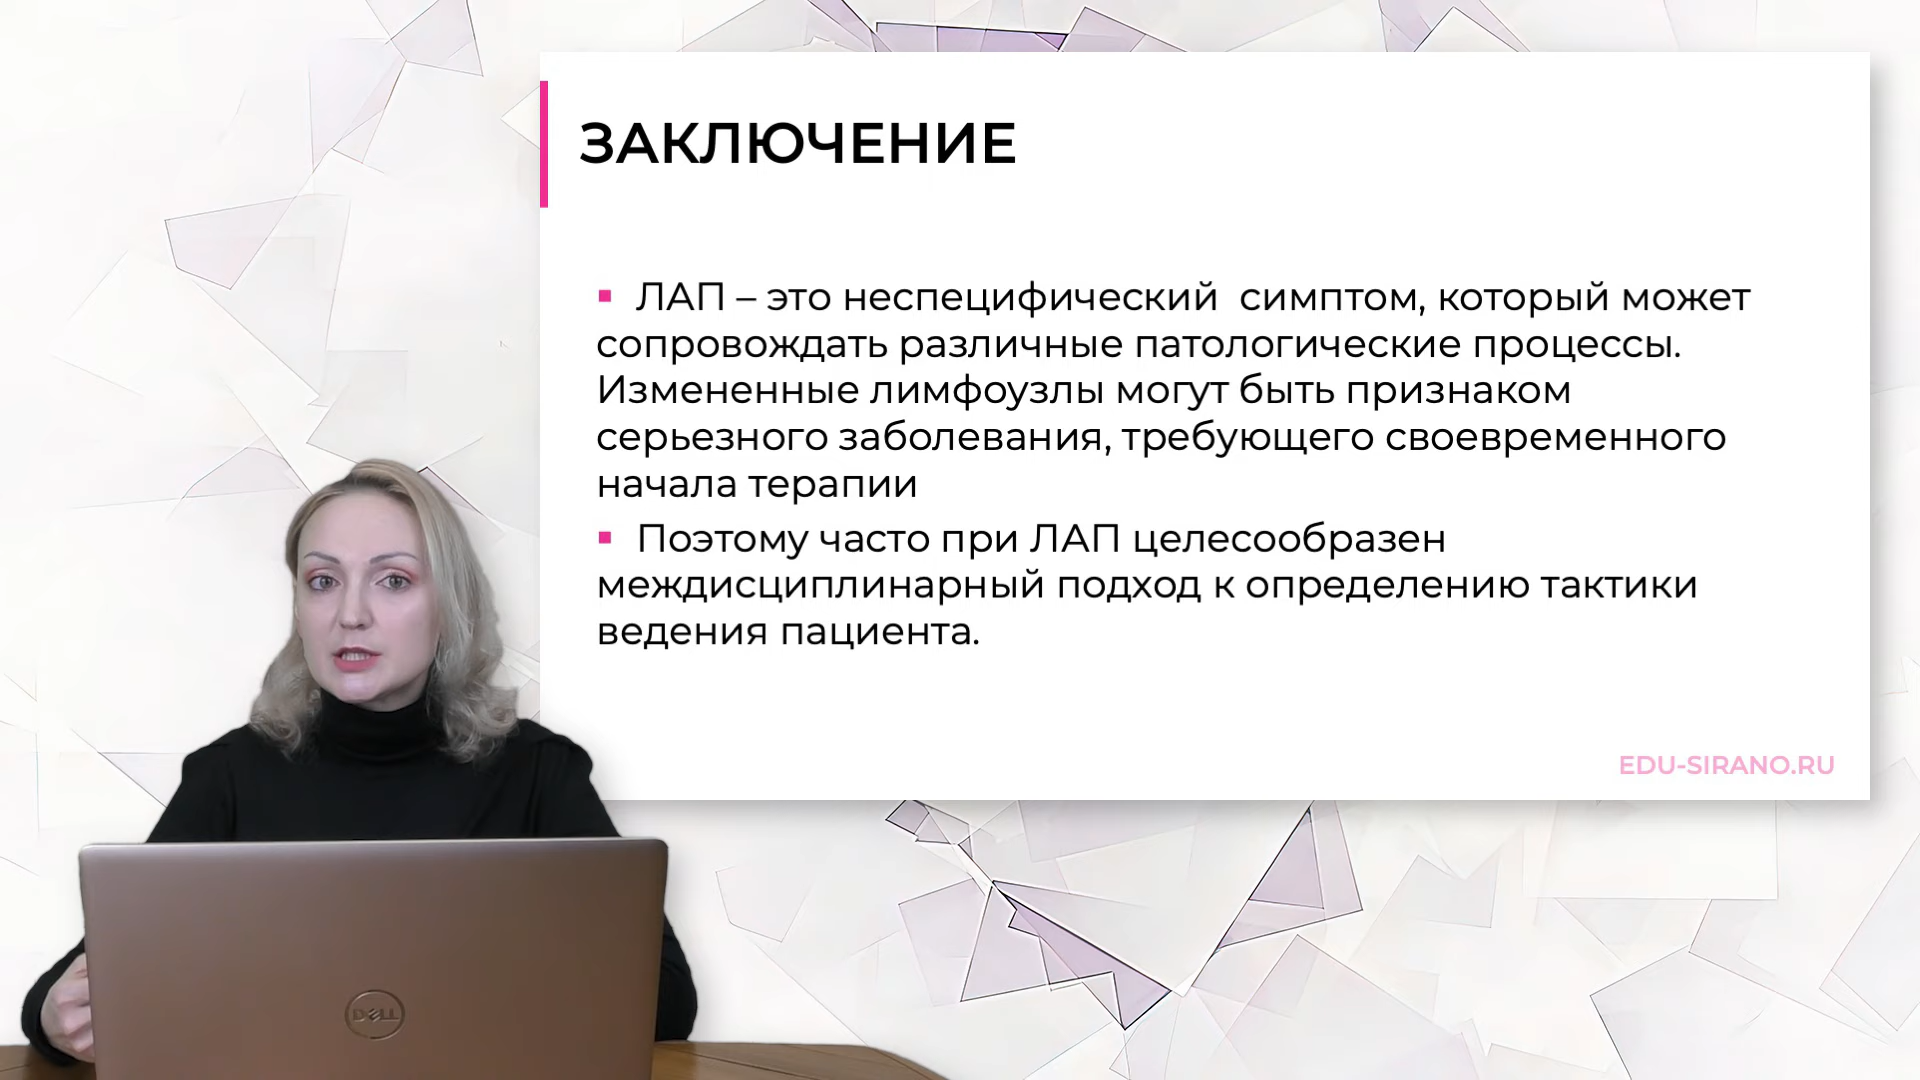 ЗАКЛЮЧЕНИЕ
ЛАП – это неспецифический симптом, который может
сопровождать различные патологические процессы.
Измененные лимфоузлы могут быть признаком
серьезного заболевания, требующего своевременного
начала терапии
Поэтому часто при ЛАП целесообразен
междисциплинарный подход к определению тактики
ведения пациента.
EDU-SIRANO.RU
DELL